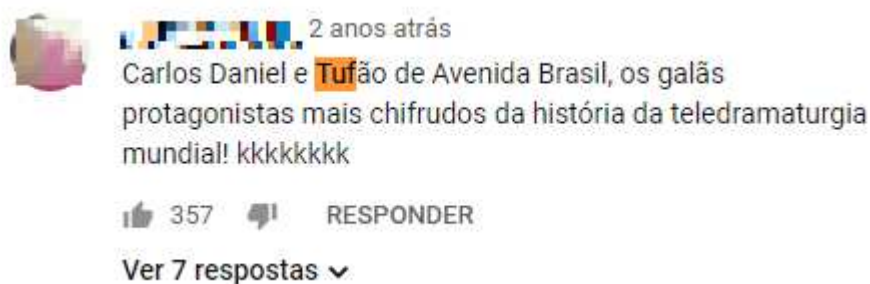 2 anos atrás
Carlos Daniel e Tufão de Avenida Brasil, os galãs
protagonistas mais chifrudos da história da teledramaturgia
mundial! kkkkkkkk
357 RESPONDER
Ver 7 respostas